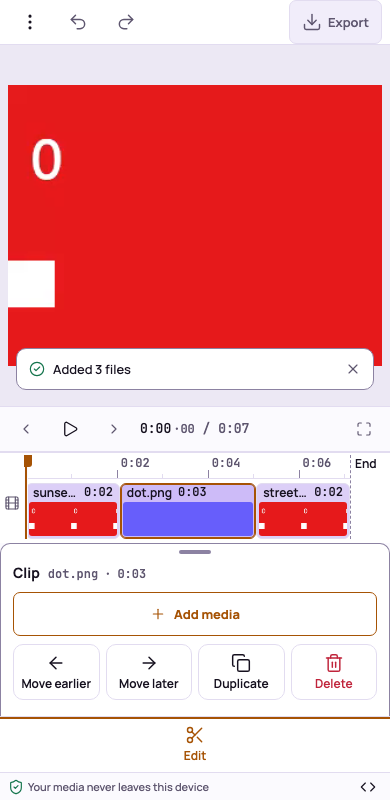 Export
0
Added 3 files
0:00·00 / 0:07
0:02 0:04 0:06 End
sunse... 0:02 dot.png 0:03 street... 0:02
Clip dot.png · 0:03
+ Add media
Move earlier Move later Duplicate Delete
Edit
Your media never leaves this device